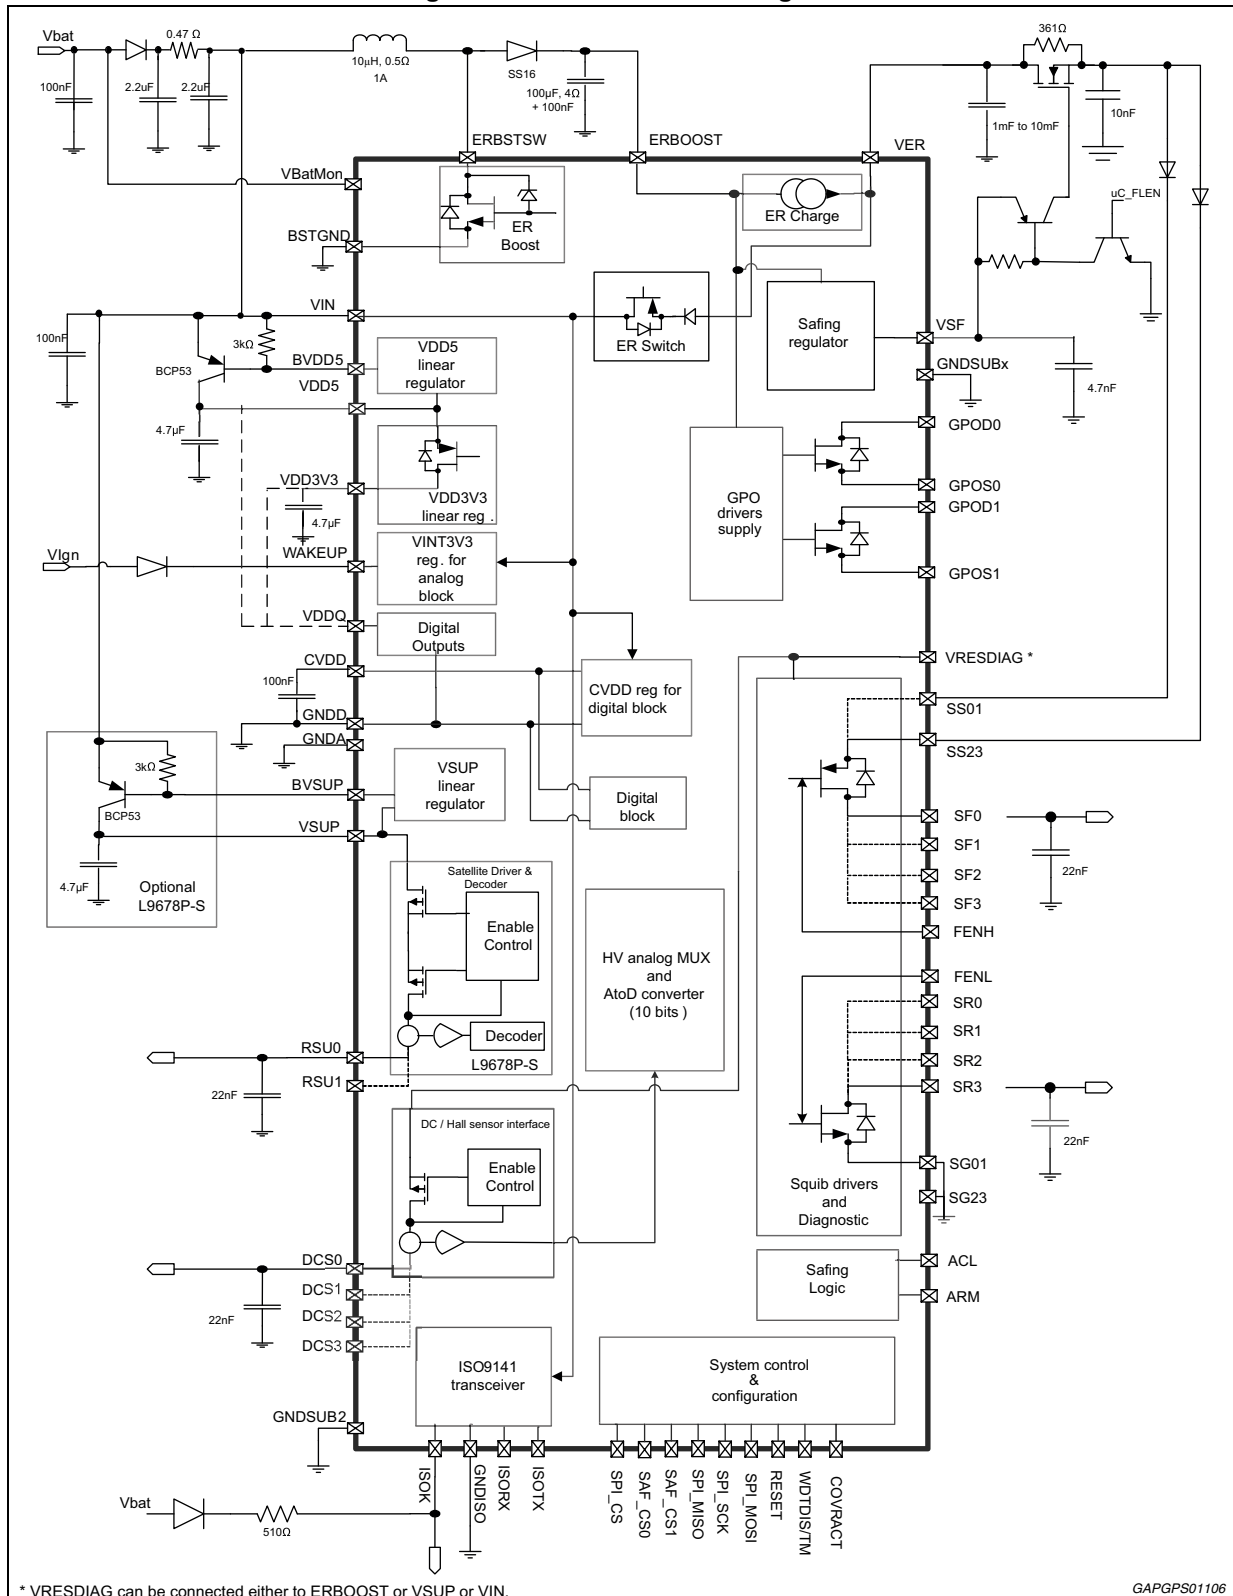 Vbat
0.47 Ω
361Ω
100nF
2.2uF
2.2uF
10µH, 0.5Ω
1A
SS16
100µF, 4Ω
+ 100nF
1mF to 10mF
10nF
ERBSTSW
ERBOOST
VER
VBatMon
ER
Boost
ER Charge
uC_FLEN
BSTGND
VIN
ER Switch
Safing
regulator
VSF
100nF
3kΩ
BCP53
BVDD5
VDD5
linear
regulator
GNDSUBx
4.7nF
VDD5
4.7µF
GPOD0
VDD3V3
4.7µF
VDD3V3
linear reg .
GPO
drivers
supply
GPOS0
GPOD1
VIgn
WAKEUP
VINT3V3
reg . for
analog
block
GPOS1
VDDQ
Digital
Outputs
CVDD
100nF
CVDD reg for
digital block
VRESDIAG *
GNDD
GNDA
SS01
SS23
3kΩ
BCP53
BVSUP
VSUP
linear
regulator
Digital
block
VSUP
4.7µF
Optional
L9678P-S
SF0
SF1
SF2
SF3
22nF
FENH
Satellite Driver &
Decoder
Enable
Control
HV analog MUX
and
AtoD converter
(10 bits )
FENL
SR0
SR1
SR2
SR3
22nF
Decoder
L9678P-S
RSU0
RSU1
22nF
DC / Hall sensor interface
Enable
Control
SG01
SG23
Squib drivers
and
Diagnostic
DCS0
DCS1
DCS2
DCS3
22nF
Safing
Logic
ACL
ARM
ISO9141
transceiver
System control
&
configuration
GNDSUB2
ISOK
GNDISO
ISORX
ISOTX
SPI_CS
SAF_CS0
SAF_CS1
SPI_MISO
SPI_SCK
SPI_MOSI
RESET
WDTDIS/TM
COVRACT
Vbat
510Ω
* VRESDIAG can be connected either to ERBOOST or VSUP or VIN.
GAPGPS01106